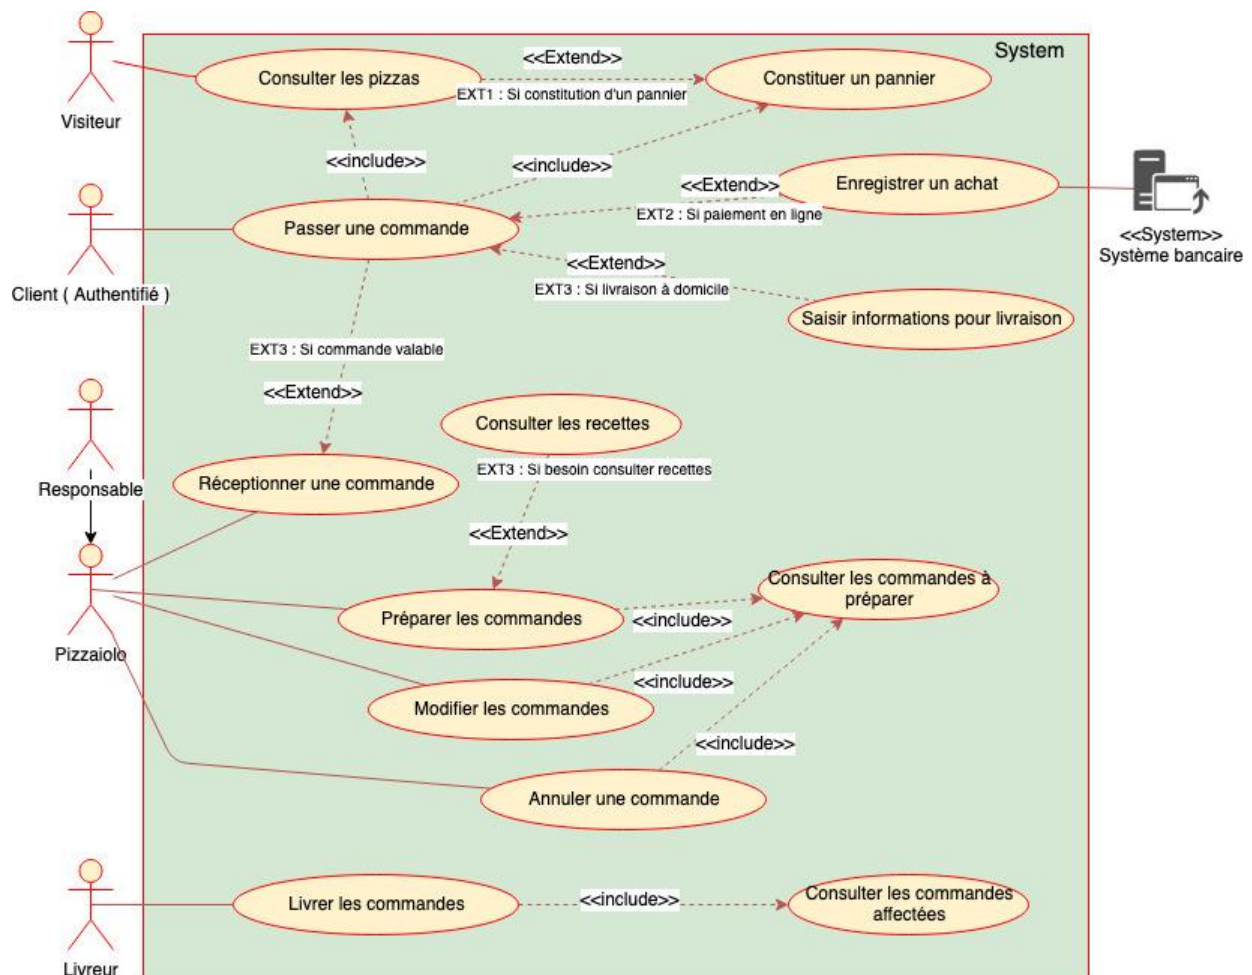 System
<<Extend>>
Consulter les pizzas
Constituer un pannier
EXT1 : Si constitution d'un pannier
Visiteur
<<include>>
<<include>>
<<Extend>>
Enregistrer un achat
EXT2 : Si paiement en ligne
Passer une commande
<<System>>
Système bancaire
<<Extend>>
EXT3 : Si livraison à domicile
Client ( Authentifié )
Saisir informations pour livraison
EXT3 : Si commande valable
<<Extend>>
Consulter les recettes
EXT3 : Si besoin consulter recettes
Réceptionner une commande
Responsable
<<Extend>>
Consulter les commandes à
préparer
Préparer les commandes
<<include>>
Pizzaiolo
<<include>>
Modifier les commandes
<<include>>
Annuler une commande
Livrer les commandes
<<include>>
Consulter les commandes
affectées
Livreur